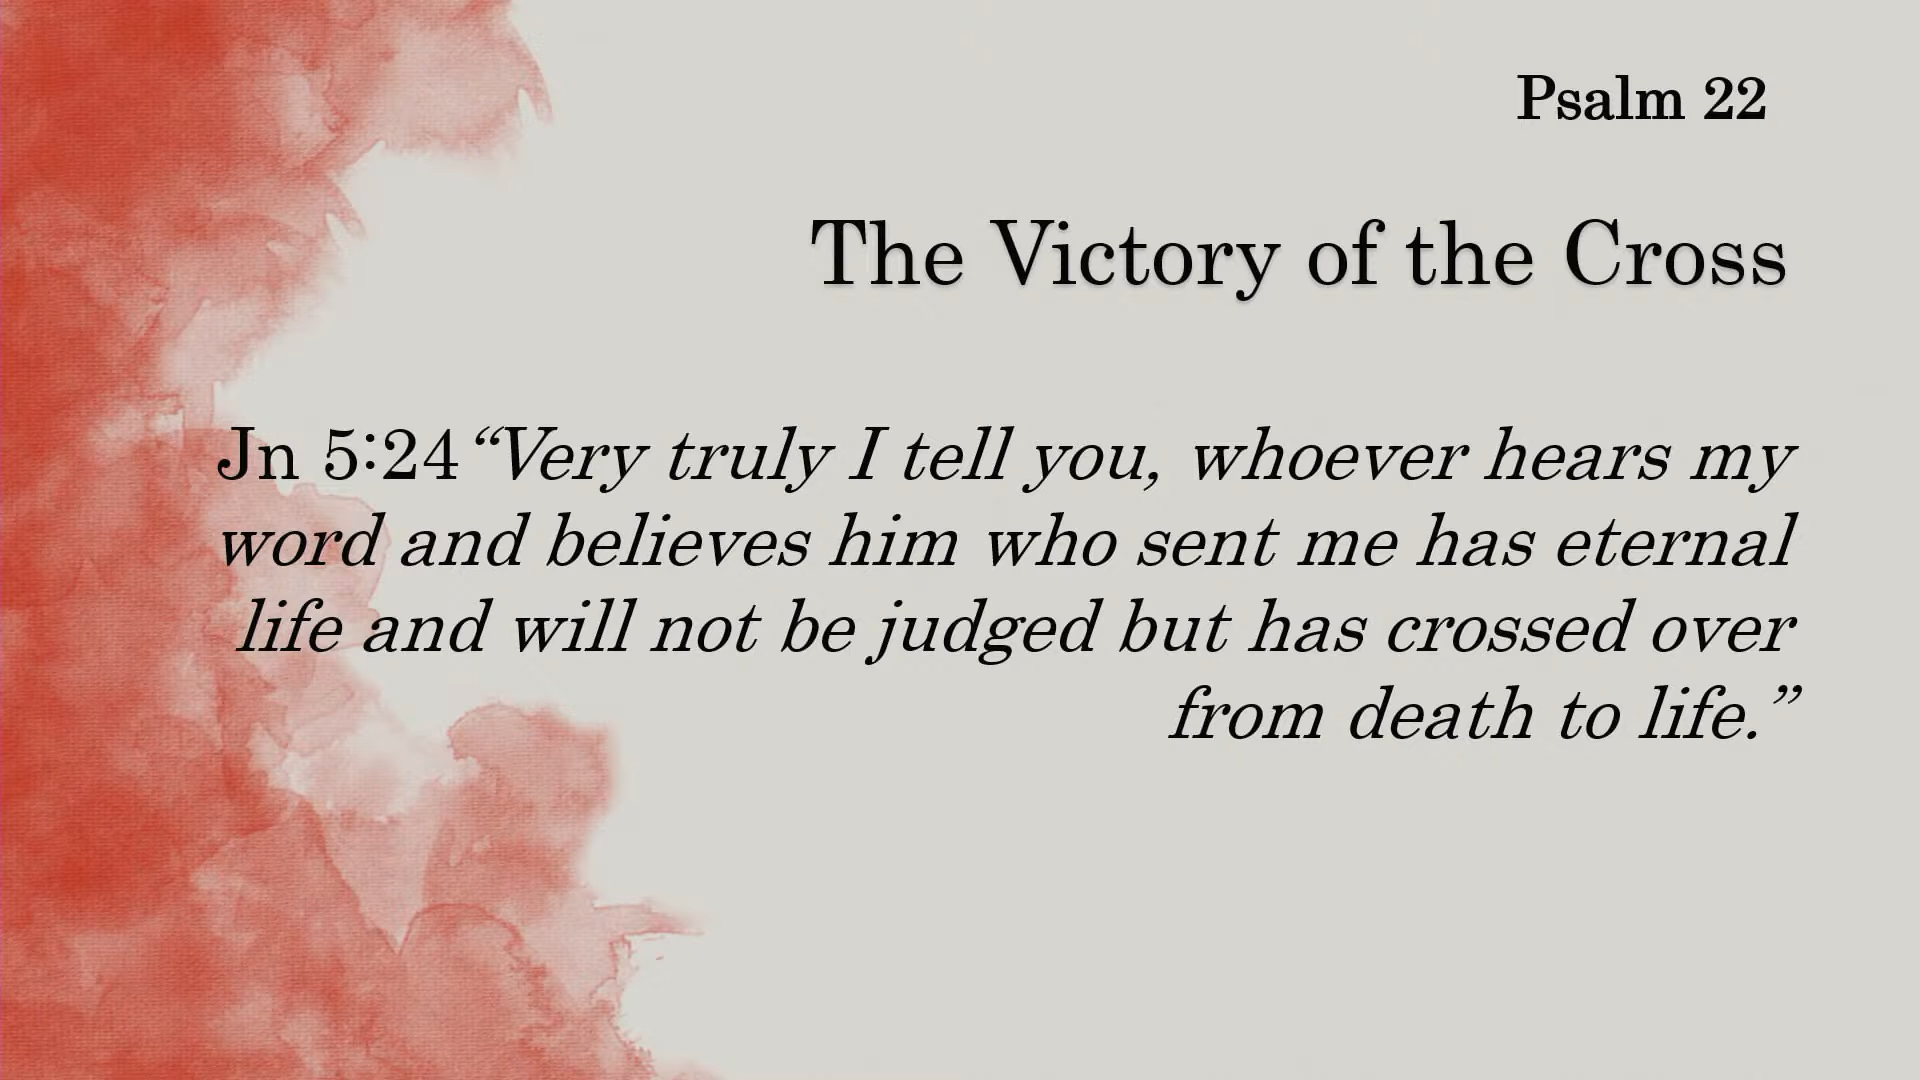 Psalm 22
The Victory of the Cross
Jn 5:24 “Very truly I tell you, whoever hears my
word and believes him who sent me has eternal
life and will not be judged but has crossed over
from death to life.”